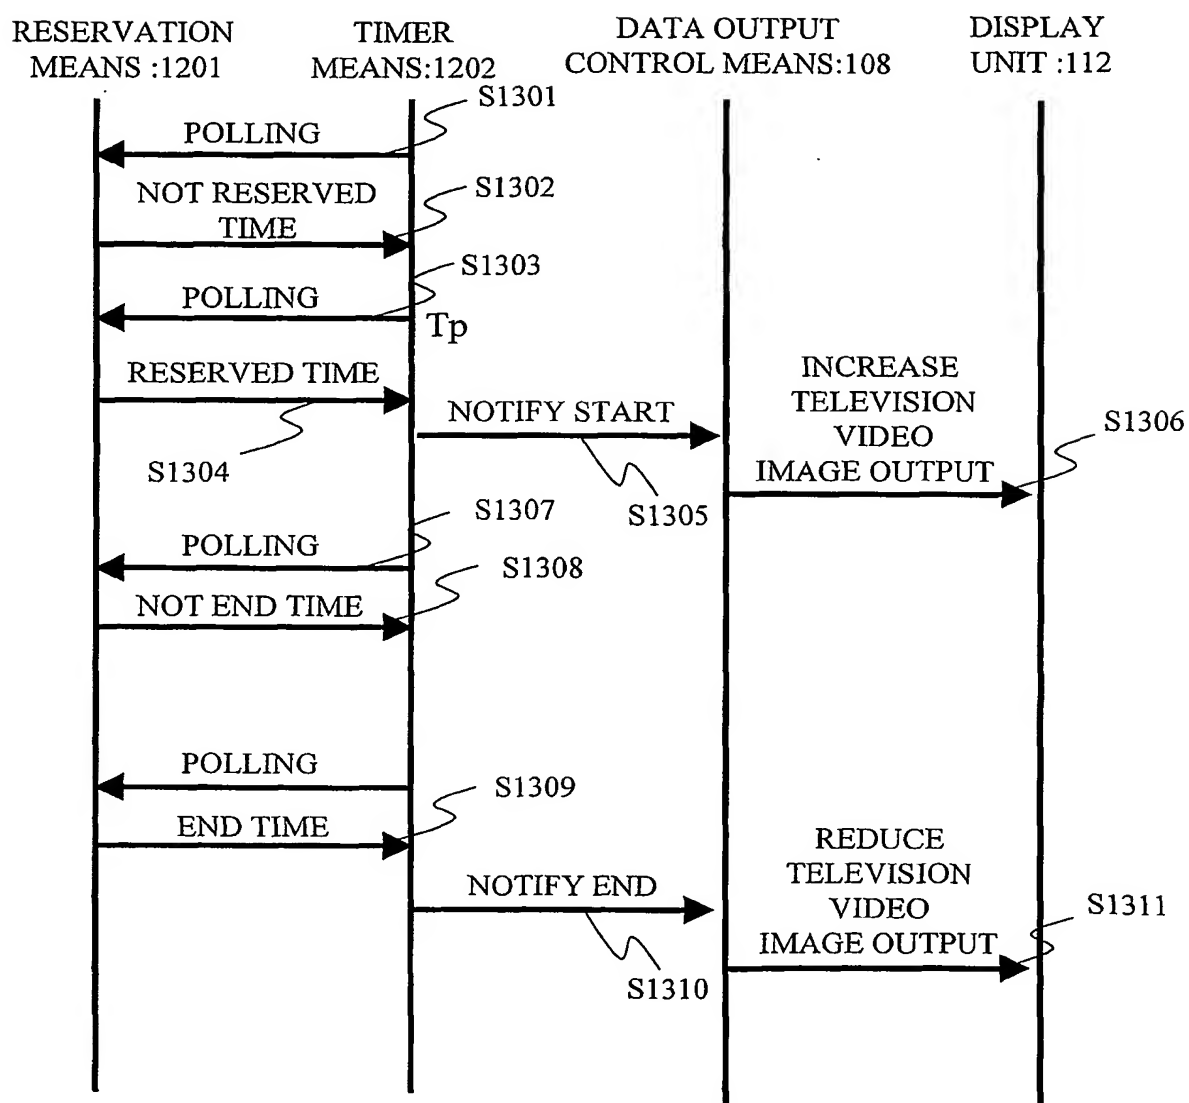 RESERVATION
MEANS :1201
TIMER
MEANS:1202
DATA OUTPUT
CONTROL MEANS:108
DISPLAY
UNIT :112
S1301
POLLING
NOT RESERVED
TIME
S1302
S1303
POLLING
Tp
RESERVED TIME
S1304
NOTIFY START
S1305
INCREASE
TELEVISION
VIDEO
IMAGE OUTPUT
S1306
S1307
POLLING
S1308
NOT END TIME
POLLING
S1309
END TIME
NOTIFY END
S1310
REDUCE
TELEVISION
VIDEO
IMAGE OUTPUT
S1311